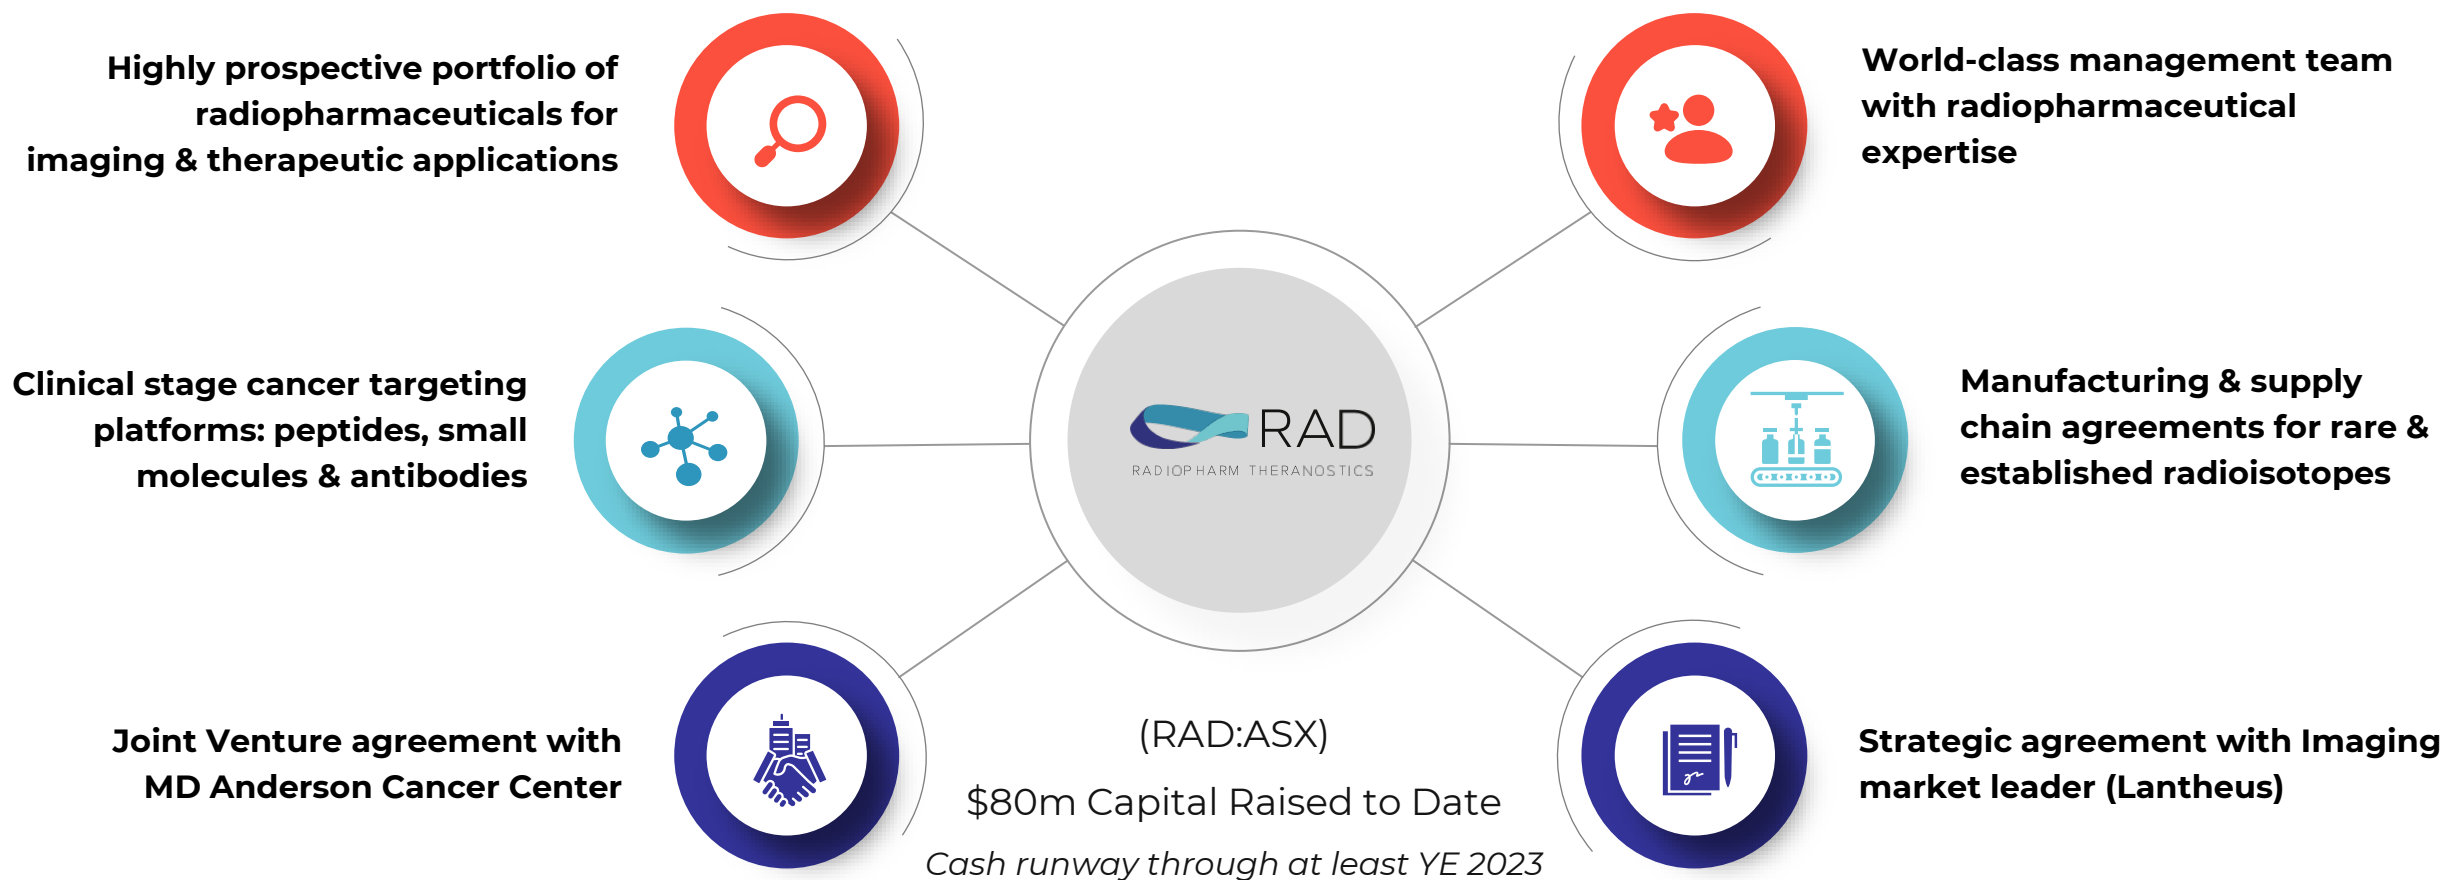 Highly prospective portfolio of
radiopharmaceuticals for
imaging & therapeutic applications
World-class management team
with radiopharmaceutical
expertise
Clinical stage cancer targeting
platforms: peptides, small
molecules & antibodies
RAD
RADIOPHARM THERANOSTICS
Manufacturing & supply
chain agreements for rare &
established radioisotopes
Joint Venture agreement with
MD Anderson Cancer Center
(RAD:ASX)
$80m Capital Raised to Date
Cash runway through at least YE 2023
Strategic agreement with Imaging
market leader (Lantheus)